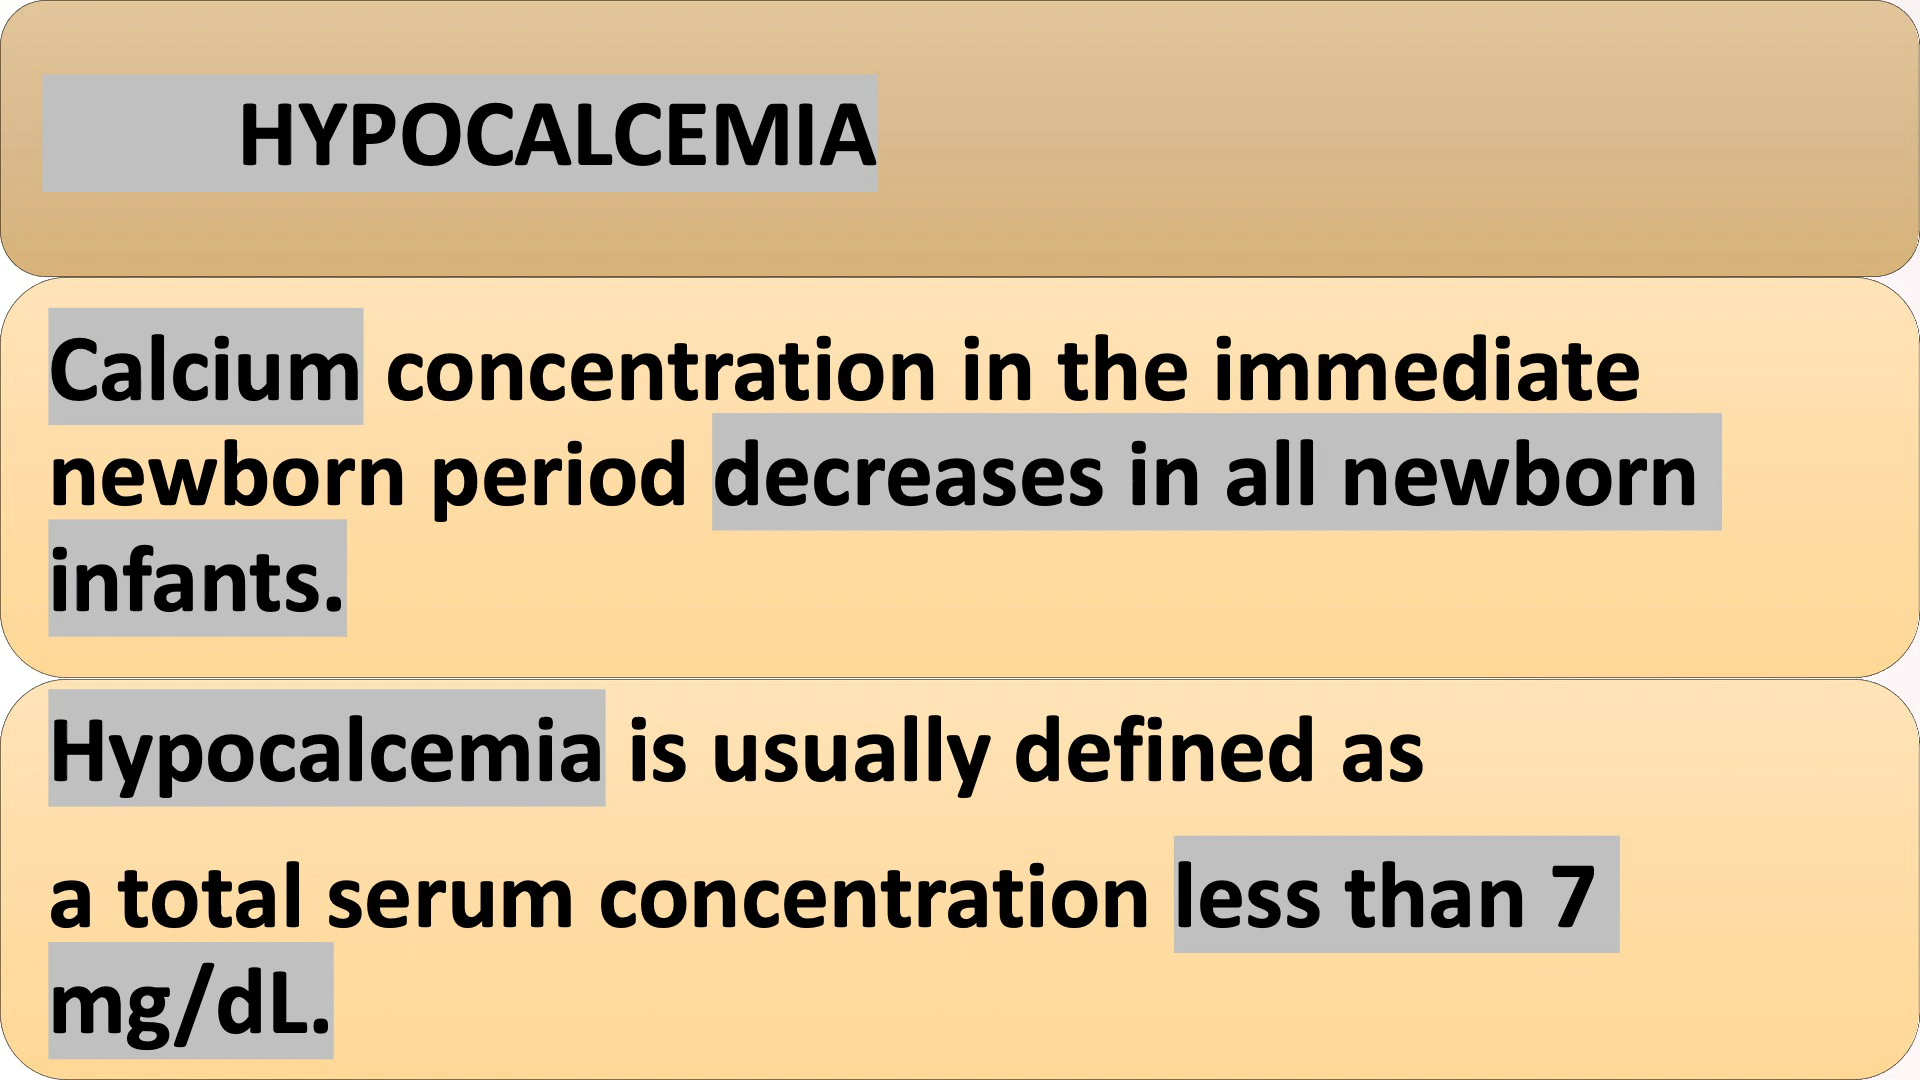 HYPOCALCEMIA
Calcium concentration in the immediate
newborn period decreases in all newborn
infants.
Hypocalcemia is usually defined as
a total serum concentration less than 7
mg/dL.